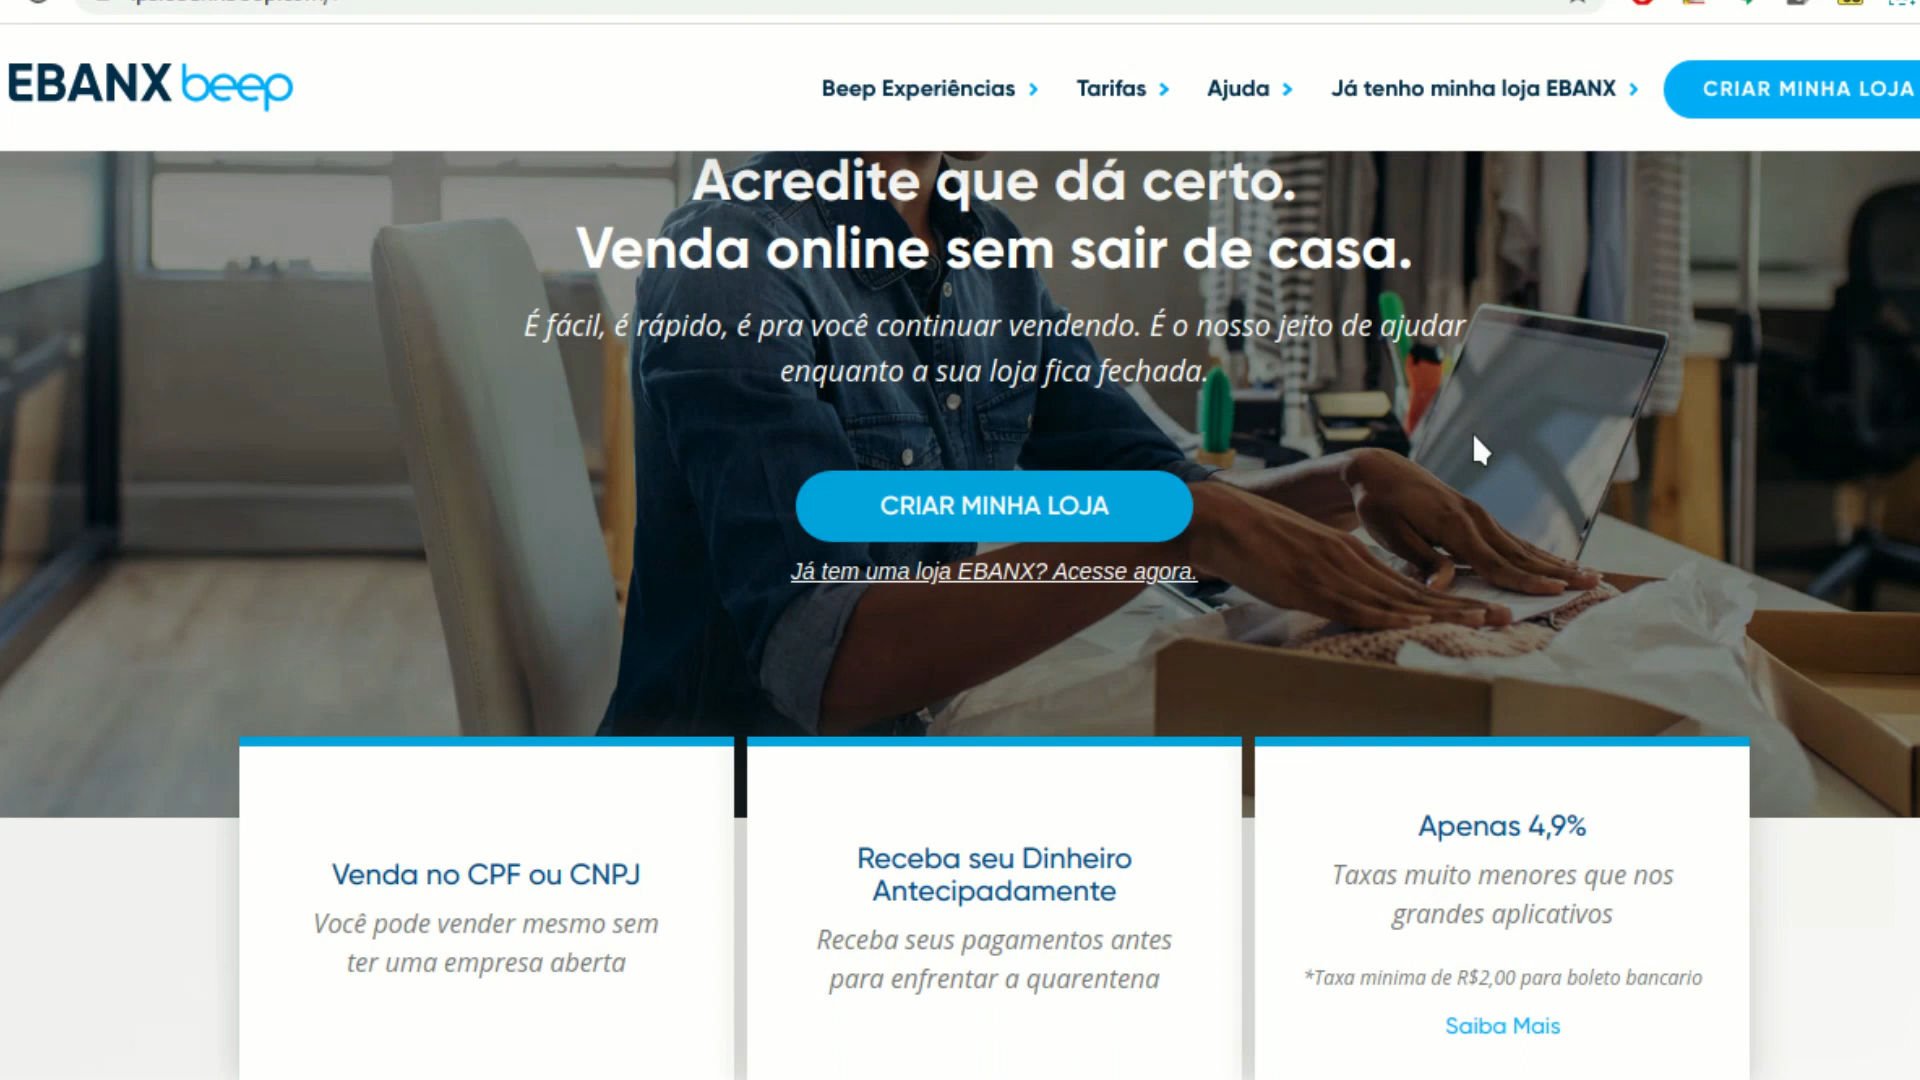 EBANX beep
Beep Experiências
Tarifas
Ajuda
Já tenho minha loja EBANX
CRIAR MINHA LOJA
Acredite que dá certo.
Venda online sem sair de casa.
É fácil, é rápido, é pra você continuar vendendo. É o nosso jeito de ajudar
enquanto a sua loja fica fechada.
CRIAR MINHA LOJA
Já tem uma loja EBANX? Acesse agora.
Venda no CPF ou CNPJ
Você pode vender mesmo sem
ter uma empresa aberta
Receba seu Dinheiro
Antecipadamente
Receba seus pagamentos antes
para enfrentar a quarentena
Apenas 4,9%
Taxas muito menores que nos
grandes aplicativos
*Taxa minima de R$2,00 para boleto bancario
Saiba Mais